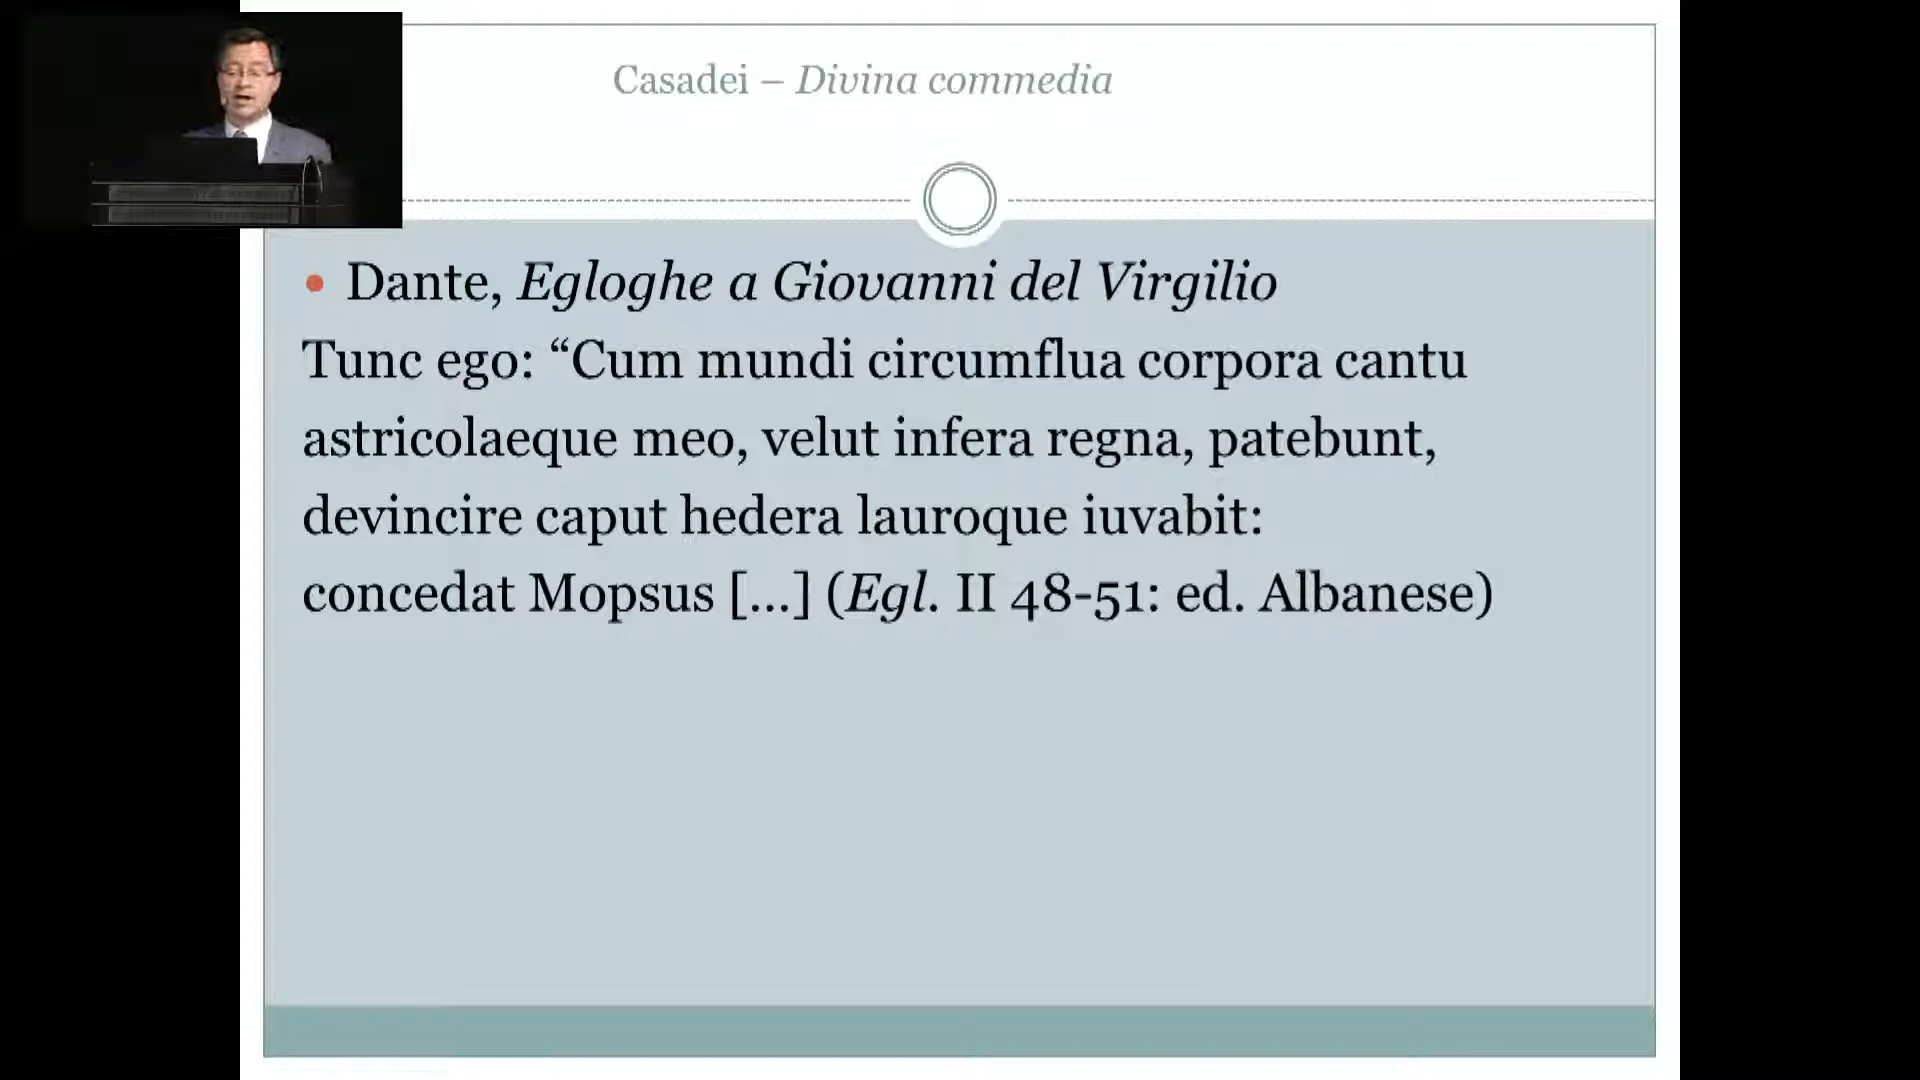 Casadei – Divina commedia
• Dante, Egloghe a Giovanni del Virgilio
Tunc ego: “Cum mundi circumflua corpora cantu
astricolaeque meo, velut infera regna, patebunt,
devincire caput hedera lauroque iuvabit:
concedat Mopsus [...] (Egl. II 48-51: ed. Albanese)